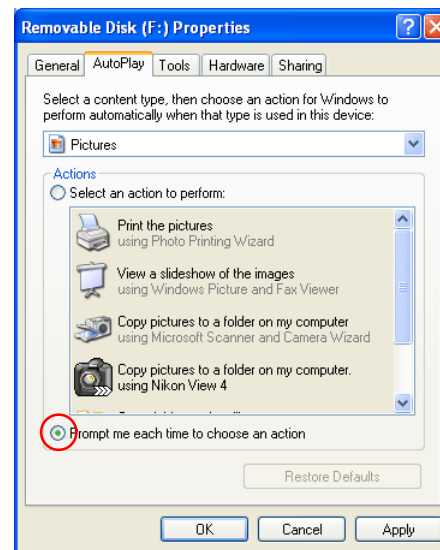 Removable Disk (F:) Properties
General AutoPlay Tools Hardware Sharing
Select a content type, then choose an action for Windows to
perform automatically when that type is used in this device:
Pictures
Actions
Select an action to perform:
Print the pictures
using Photo Printing Wizard
View a slideshow of the images
using Windows Picture and Fax Viewer
Copy pictures to a folder on my computer
using Microsoft Scanner and Camera Wizard
Copy pictures to a folder on my computer.
using Nikon View 4
Prompt me each time to choose an action
Restore Defaults
OK Cancel Apply